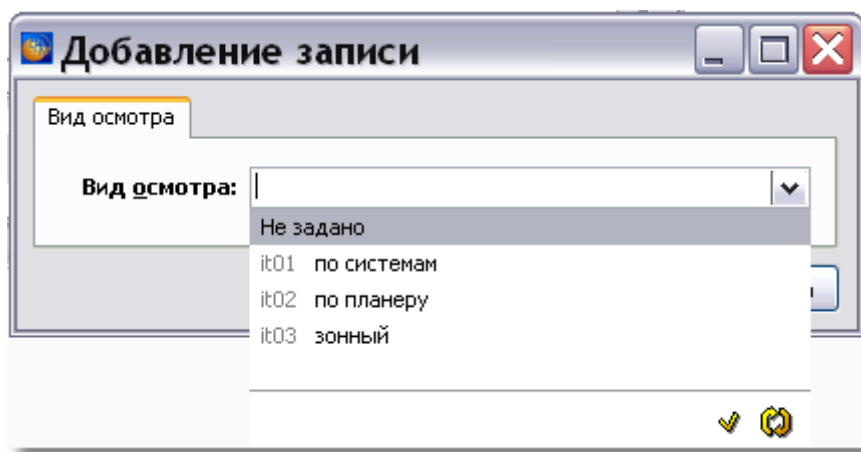 Добавление записи
Вид осмотра
Вид осмотра:
Не задано
it01 по системам
it02 по планеру
it03 зонный